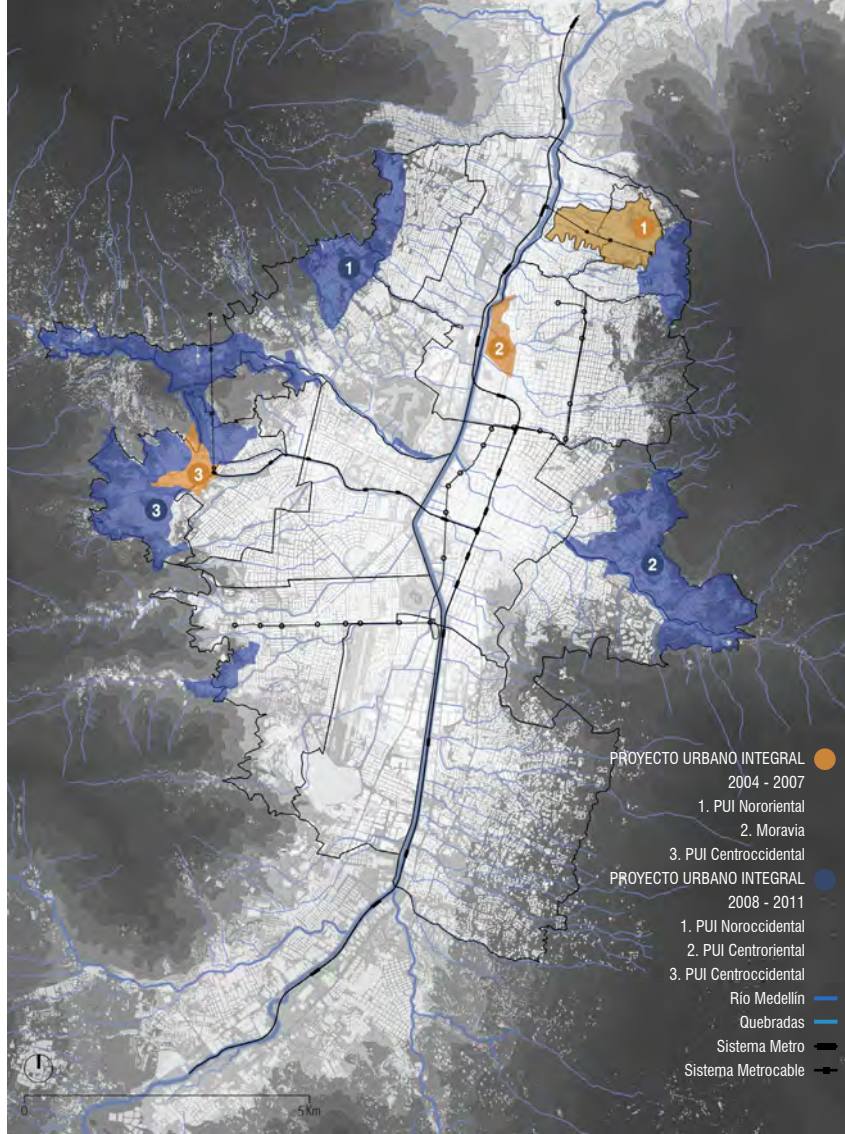 1
1
2
3
3
2
PROYECTO URBANO INTEGRAL
2004 - 2007
1. PUI Nororiental
2. Moravia
3. PUI Centroccidental
PROYECTO URBANO INTEGRAL
2008 - 2011
1. PUI Noroccidental
2. PUI Centroriental
3. PUI Centroccidental
Río Medellín
Quebradas
Sistema Metro
Sistema Metrocable
0 5 Km